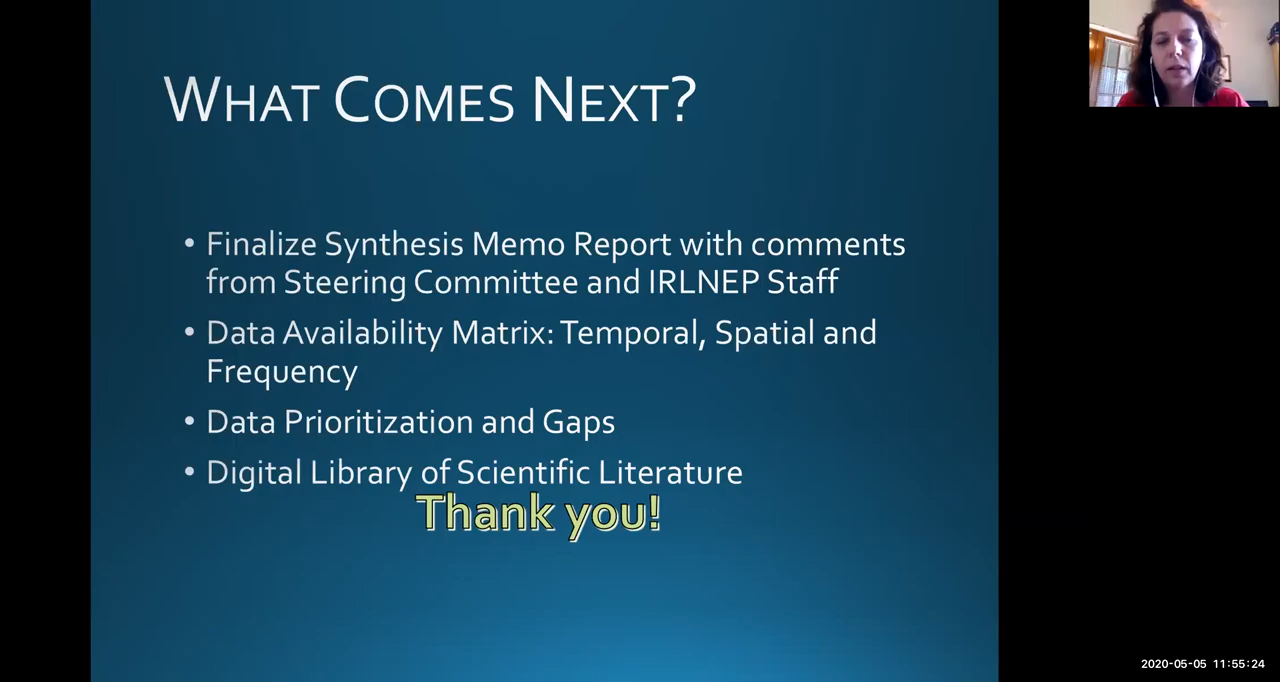 WHAT COMES NEXT?
• Finalize Synthesis Memo Report with comments
from Steering Committee and IRLNEP Staff
• Data Availability Matrix: Temporal, Spatial and
Frequency
• Data Prioritization and Gaps
• Digital Library of Scientific Literature
Thank you!
2020-05-05 11:55:24